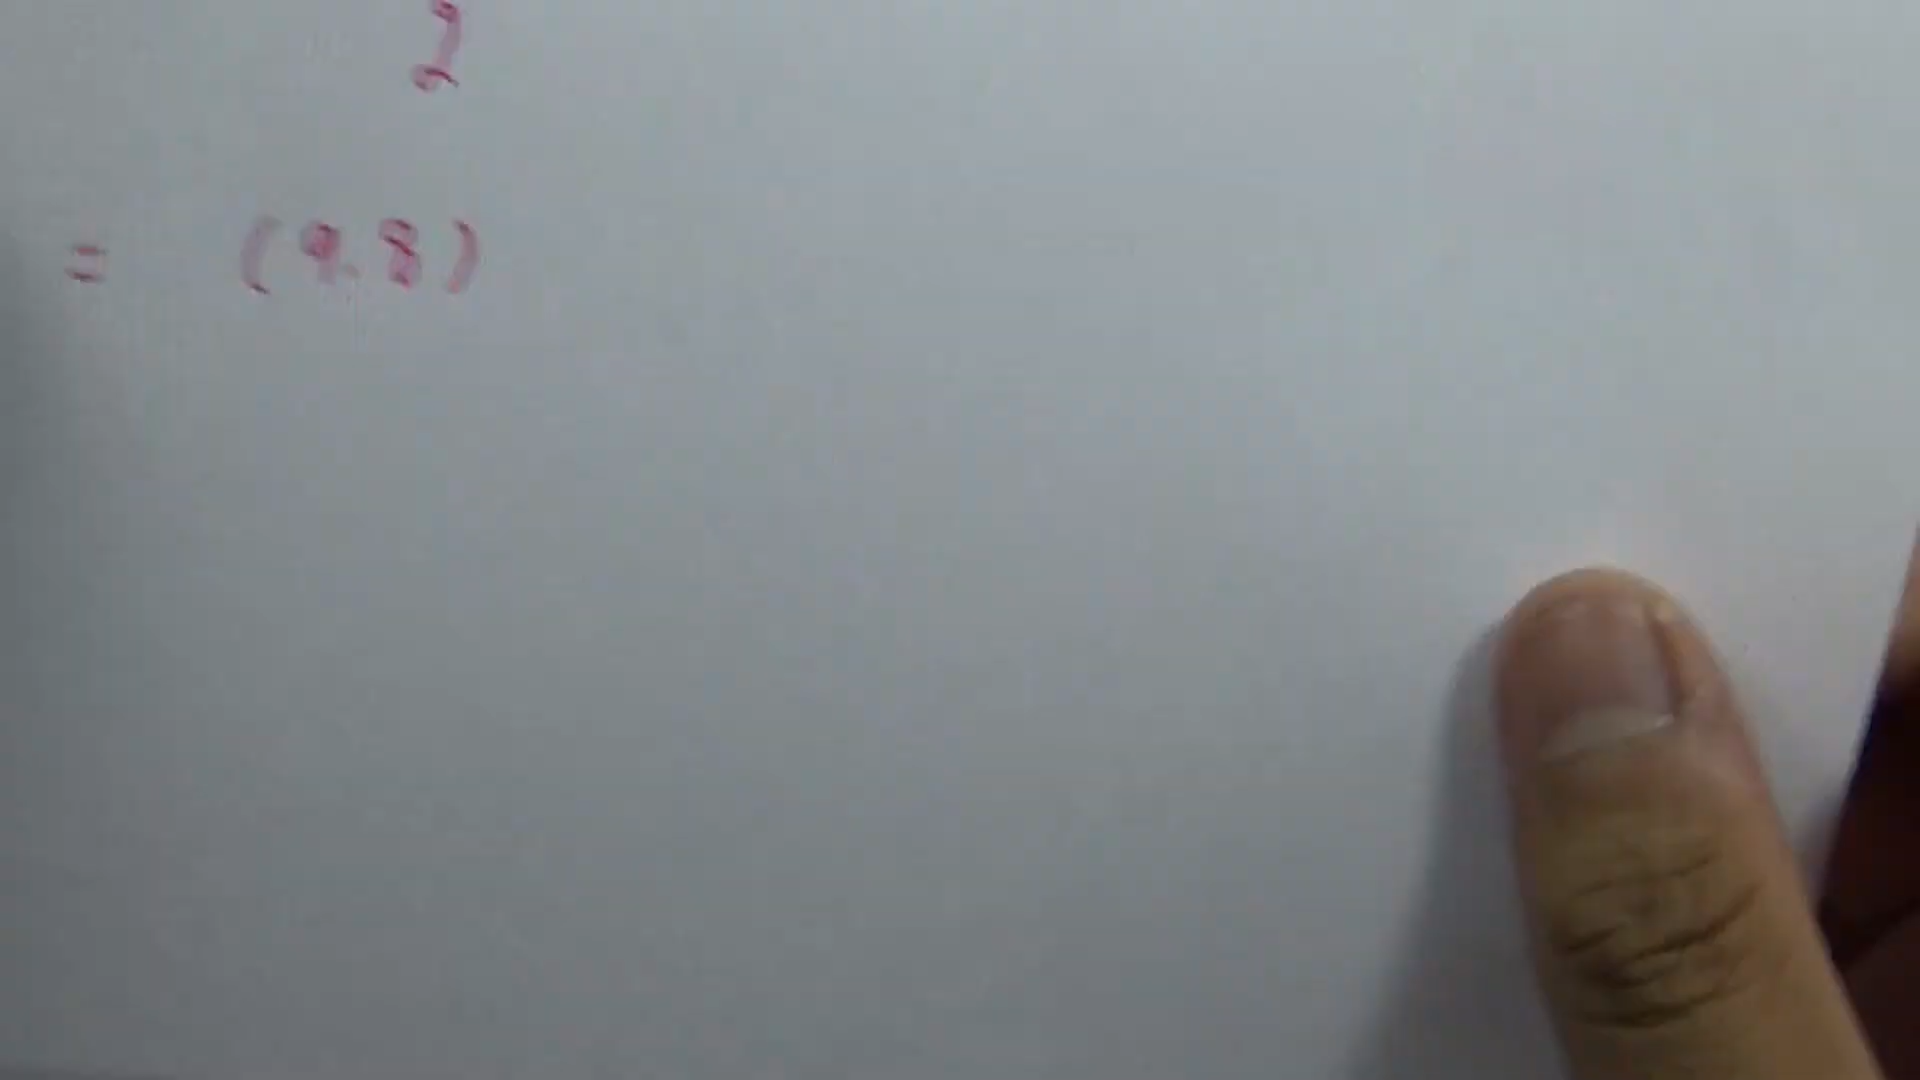 2
= (9.8)